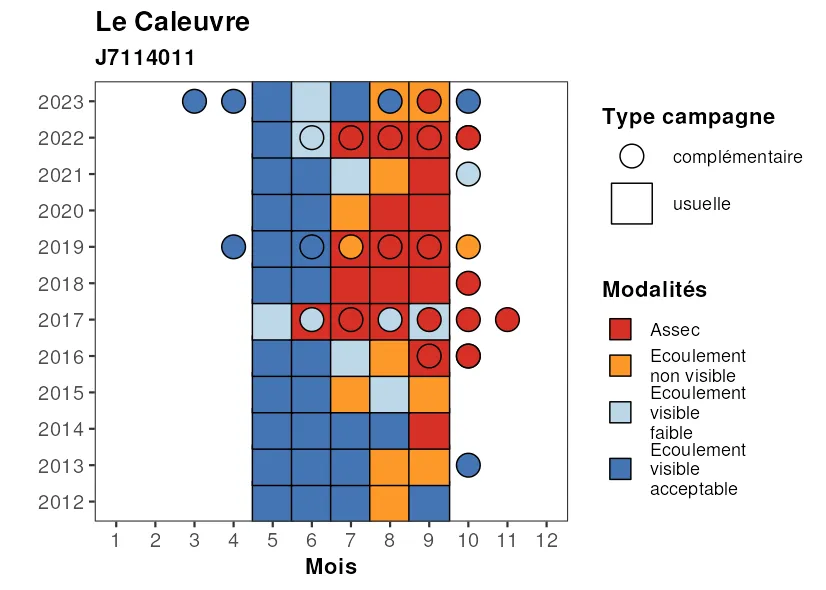 Le Caleuvre
J7114011
2023
2022
2021
2020
2019
2018
2017
2016
2015
2014
2013
2012
1 2 3 4 5 6 7 8 9 10 11 12
Mois
Type campagne
complémentaire
usuelle
Modalités
Assec
Ecoulement
non visible
Ecoulement
visible
faible
Ecoulement
visible
acceptable